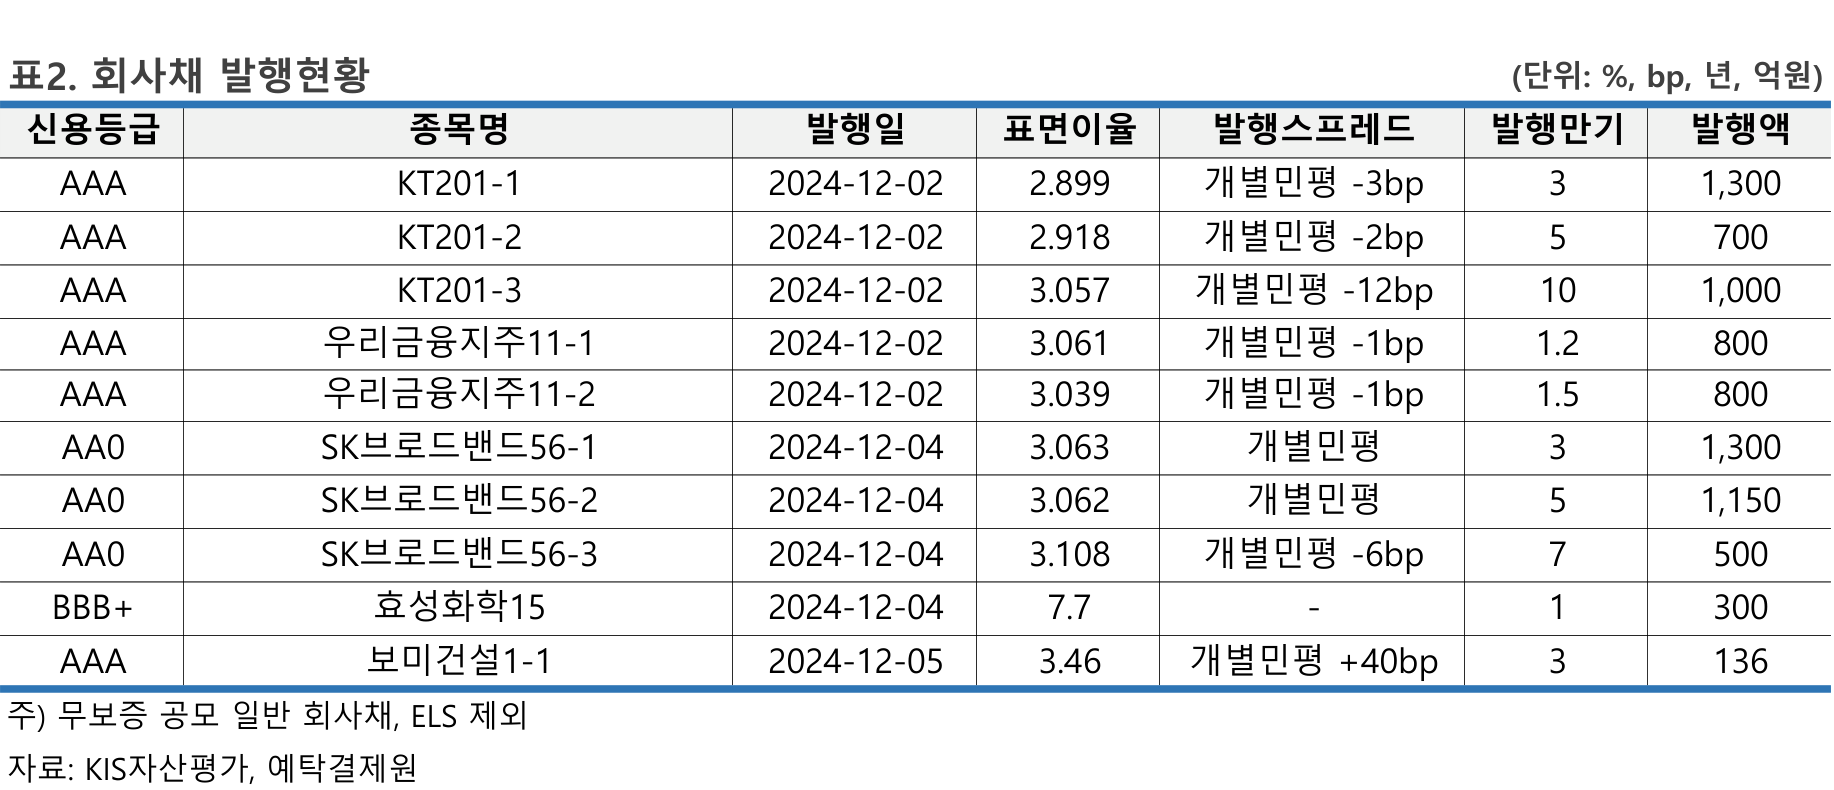 표2. 회사채 발행현황 (단위: %, bp, 년, 억원)
신용등급 종목명 발행일 표면이율 발행스프레드 발행만기 발행액
AAA KT201-1 2024-12-02 2.899 개별민평 -3bp 3 1,300
AAA KT201-2 2024-12-02 2.918 개별민평 -2bp 5 700
AAA KT201-3 2024-12-02 3.057 개별민평 -12bp 10 1,000
AAA 우리금융지주11-1 2024-12-02 3.061 개별민평 -1bp 1.2 800
AAA 우리금융지주11-2 2024-12-02 3.039 개별민평 -1bp 1.5 800
AA0 SK브로드밴드56-1 2024-12-04 3.063 개별민평 3 1,300
AA0 SK브로드밴드56-2 2024-12-04 3.062 개별민평 5 1,150
AA0 SK브로드밴드56-3 2024-12-04 3.108 개별민평 -6bp 7 500
BBB+ 효성화학15 2024-12-04 7.7 - 1 300
AAA 보미건설1-1 2024-12-05 3.46 개별민평 +40bp 3 136
주) 무보증 공모 일반 회사채, ELS 제외
자료: KIS자산평가, 예탁결제원